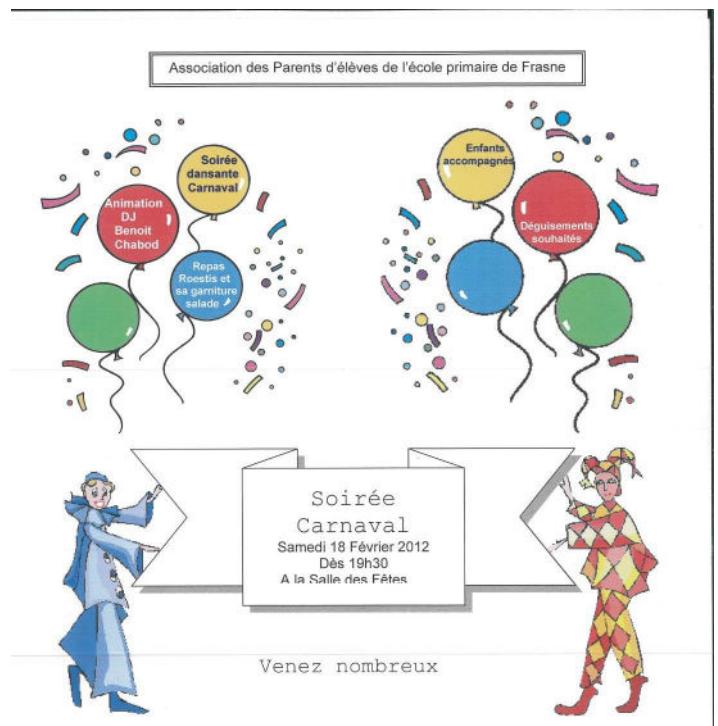 Association des Parents d'élèves de l'école primaire de Frasne
Soirée
dansante
Carnaval
Animation
DJ
Benoit
Chabod
Repas
Roestis et
sa garniture
salade
Enfants
accompagnés
Déguisements
souhaités
Soirée
Carnaval
Samedi 18 Février 2012
Dès 19h30
A la Salle des Fêtes
Venez nombreux